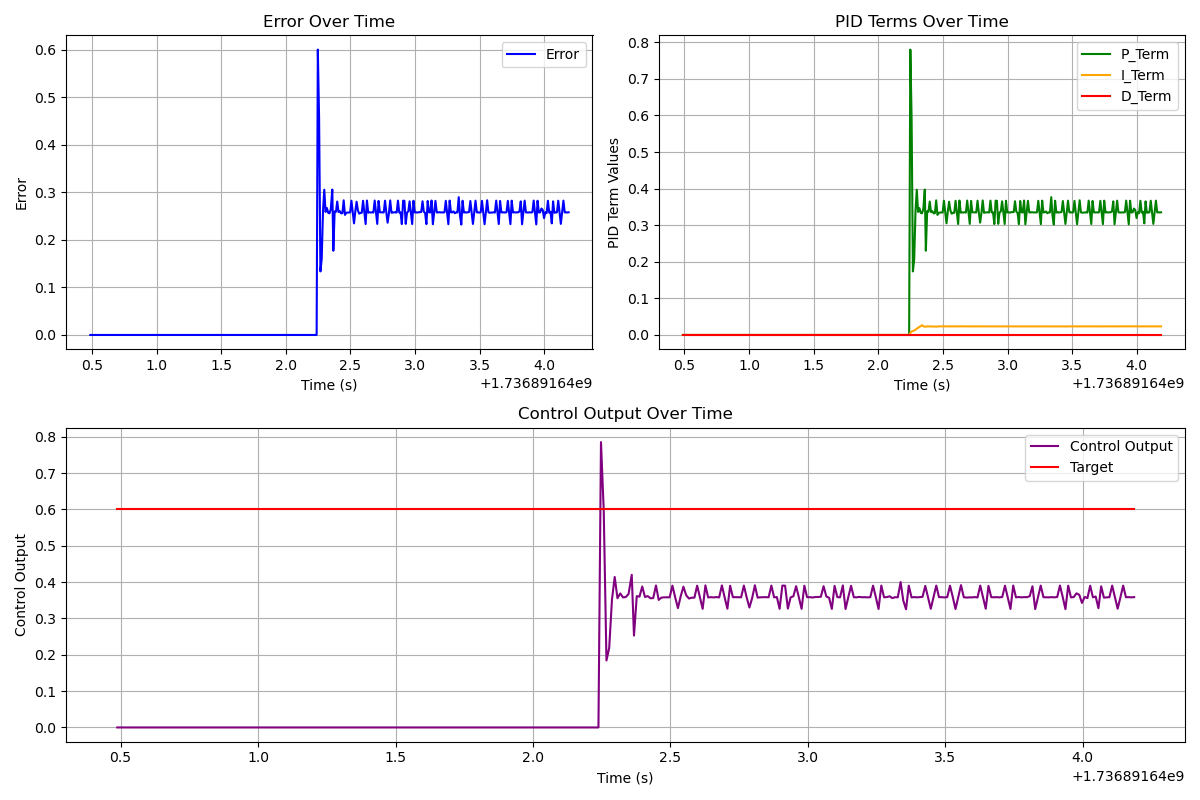 Error Over Time
Error
0.6
0.5
0.4
0.3
0.2
0.1
0.0
Error
0.5 1.0 1.5 2.0 2.5 3.0 3.5 4.0
Time (s)
+1.73689164e9
PID Terms Over Time
P_Term
I_Term
D_Term
0.8
0.7
0.6
0.5
0.4
0.3
0.2
0.1
0.0
PID Term Values
0.5 1.0 1.5 2.0 2.5 3.0 3.5 4.0
Time (s)
+1.73689164e9
Control Output Over Time
Control Output
Target
0.8
0.7
0.6
0.5
0.4
0.3
0.2
0.1
0.0
Control Output
0.5 1.0 1.5 2.0 2.5 3.0 3.5 4.0
Time (s)
+1.73689164e9